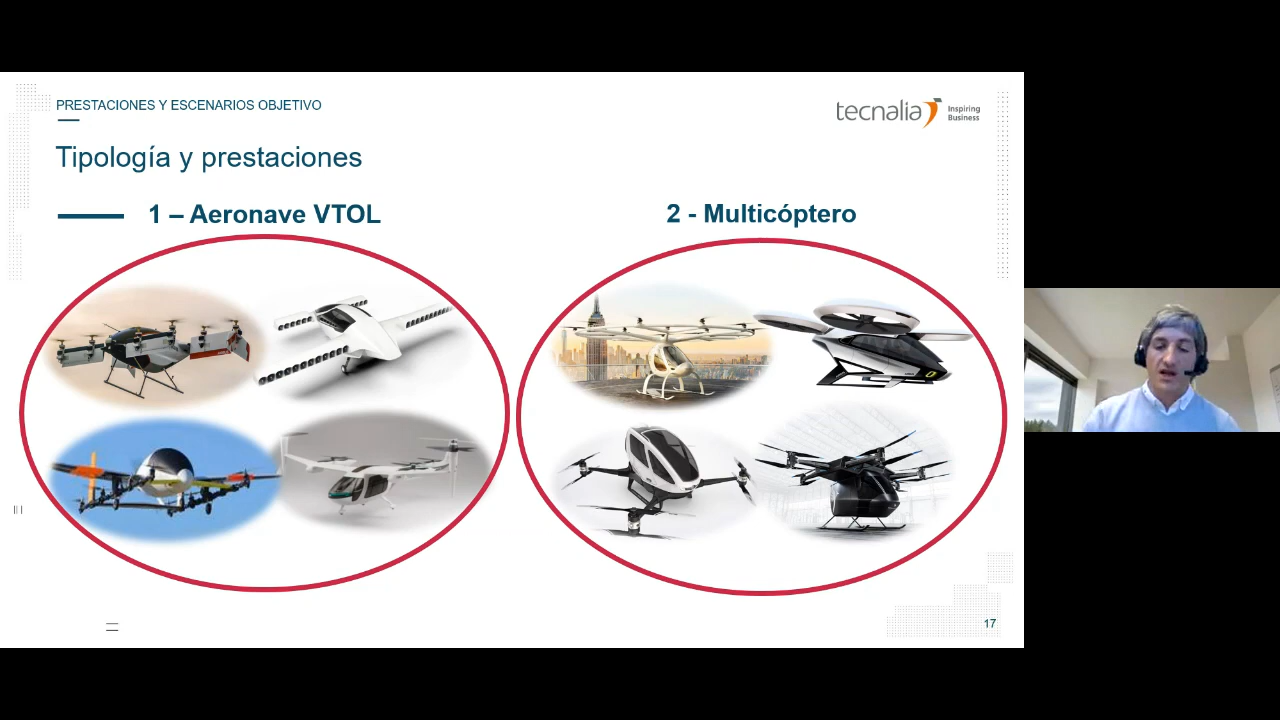 PRESTACIONES Y ESCENARIOS OBJETIVO
tecnalia Inspiring Business
Tipología y prestaciones
1 – Aeronave VTOL
2 - Multicóptero
17